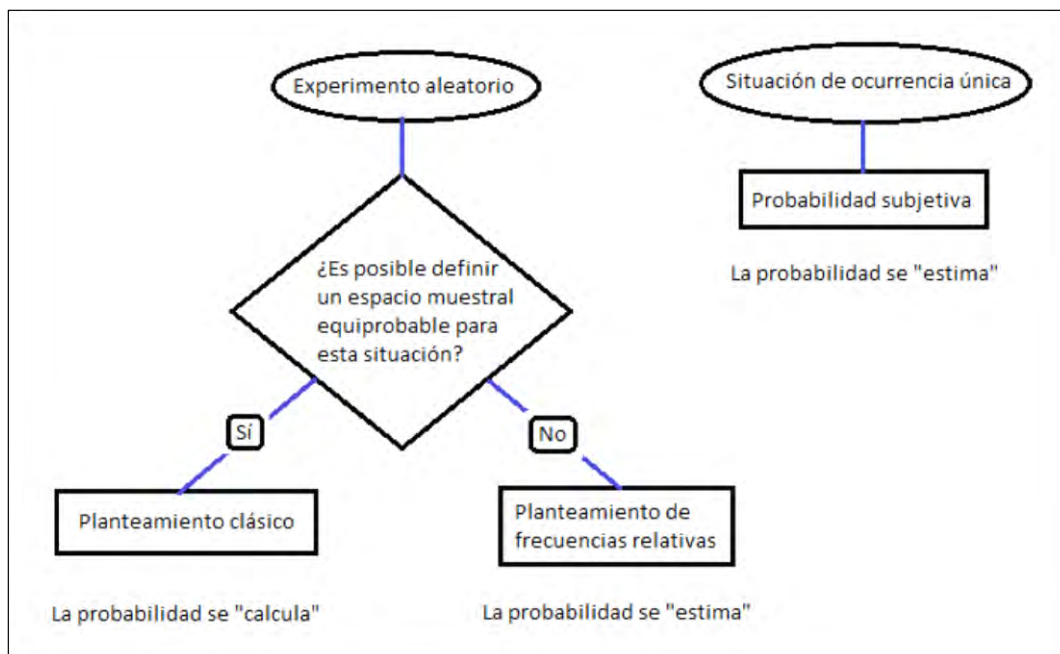 Experimento aleatorio
¿Es posible definir
un espacio muestral
equiprobable para
esta situación?
Sí
No
Planteamiento clásico
La probabilidad se "calcula"
Planteamiento de
frecuencias relativas
La probabilidad se "estima"
Situación de ocurrencia única
Probabilidad subjetiva
La probabilidad se "estima"